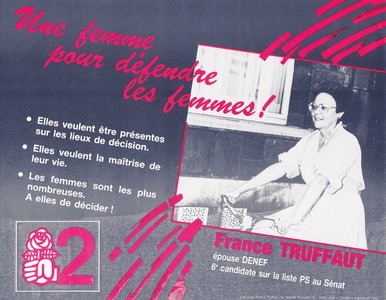 Une femme
pour défendre
les femmes !
• Elles veulent être présentes
sur les lieux de décision.
• Elles veulent la maîtrise de
leur vie.
• Les femmes sont les plus
nombreuses.
A elles de décider !
2
France TRUFFAUT
épouse DENEF
6e candidate sur la liste PS au Sénat